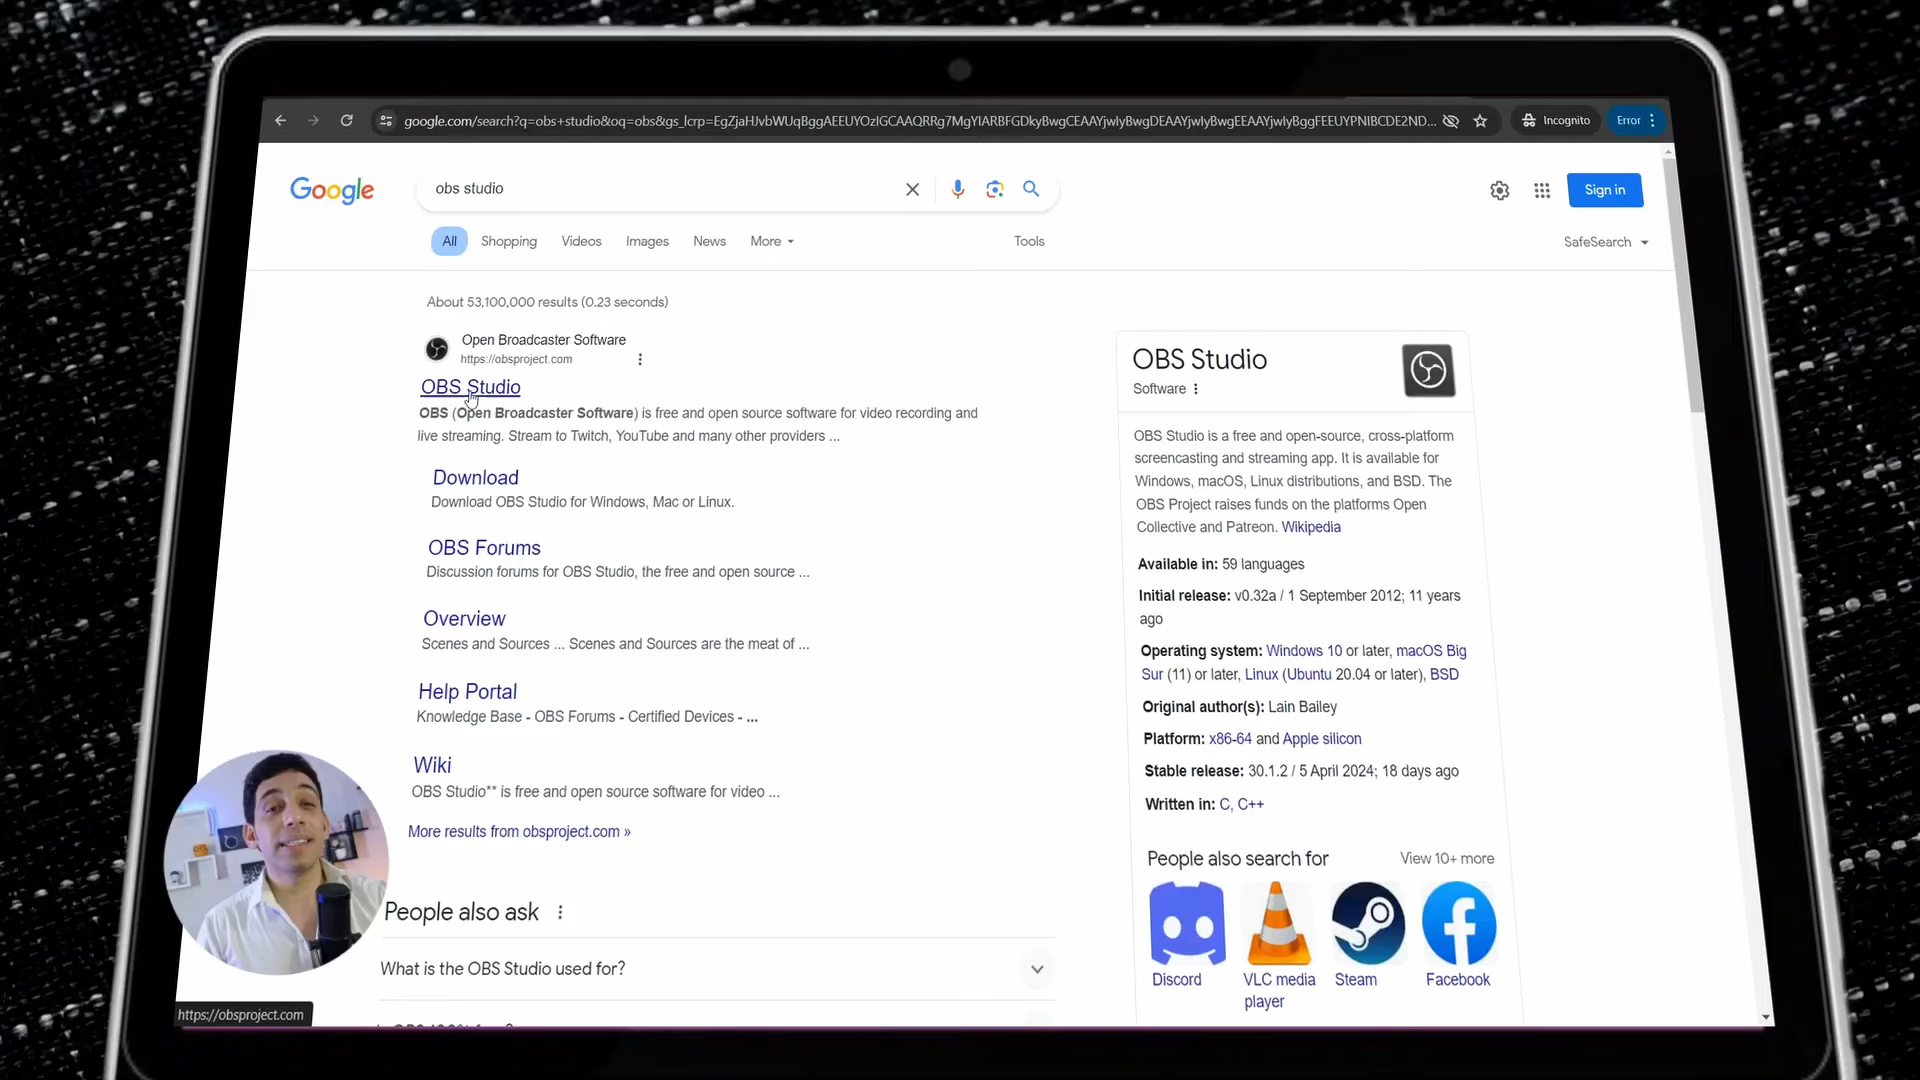 google.com/search?q=obs+studio&oq=obs&gs_lcrp=EgZjaHJvbWUqBggAEEUYOzIGCAAQRRg7MgYIARBFGDkyBwgCEAAYjwIyBwgDEAAYjwIyBwgEEAAYjwIyBggFEEUYPNIBCDE2ND...
Incognito
Error
Google
obs studio
Sign in
All
Shopping
Videos
Images
News
More
Tools
SafeSearch
About 53,100,000 results (0.23 seconds)
Open Broadcaster Software
https://obsproject.com
OBS Studio
OBS (Open Broadcaster Software) is free and open source software for video recording and
live streaming. Stream to Twitch, YouTube and many other providers ...
Download
Download OBS Studio for Windows, Mac or Linux.
OBS Forums
Discussion forums for OBS Studio, the free and open source ...
Overview
Scenes and Sources ... Scenes and Sources are the meat of ...
Help Portal
Knowledge Base - OBS Forums - Certified Devices - ...
Wiki
OBS Studio** is free and open source software for video ...
More results from obsproject.com »
People also ask
What is the OBS Studio used for?
https://obsproject.com
OBS Studio
Software
OBS Studio is a free and open-source, cross-platform
screencasting and streaming app. It is available for
Windows, macOS, Linux distributions, and BSD. The
OBS Project raises funds on the platforms Open
Collective and Patreon. Wikipedia
Available in: 59 languages
Initial release: v0.32a / 1 September 2012; 11 years
ago
Operating system: Windows 10 or later, macOS Big
Sur (11) or later, Linux (Ubuntu 20.04 or later), BSD
Original author(s): Lain Bailey
Platform: x86-64 and Apple silicon
Stable release: 30.1.2 / 5 April 2024; 18 days ago
Written in: C, C++
People also search for
View 10+ more
Discord
VLC media
player
Steam
Facebook